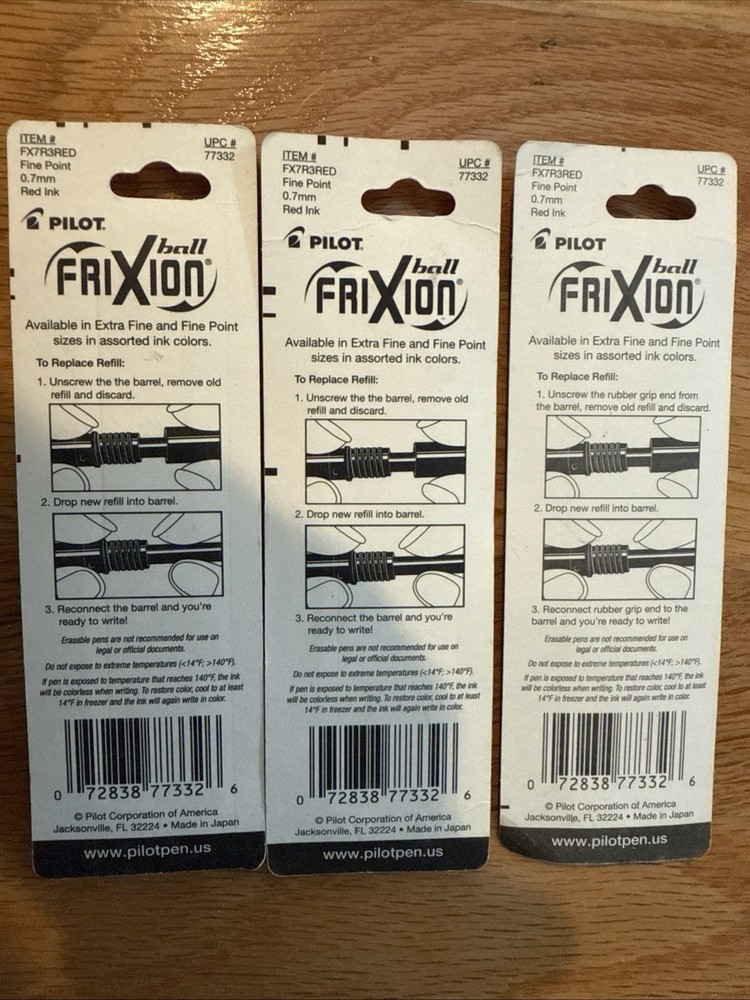 ITEM #
FX7R3RED
Fine Point
0.7mm
Red Ink
UPC #
77332
PILOT.
ball
FRIXION®
Available in Extra Fine and Fine Point
sizes in assorted ink colors.
To Replace Refill:
1. Unscrew the the barrel, remove old
refill and discard.
2. Drop new refill into barrel.
3. Reconnect the barrel and you're
ready to write!
Erasable pens are not recommended for use on
legal or official documents.
Do not expose to extreme temperatures (<14°F; >140°F).
If pen is exposed to temperature that reaches 140°F, the ink
will be colorless when writing. To restore color, cool to at least
14°F in freezer and the ink will again write in color.
0 72838 77332 6
© Pilot Corporation of America
Jacksonville, FL 32224 • Made in Japan
www.pilotpen.us
ITEM #
FX7R3RED
Fine Point
0.7mm
Red Ink
UPC #
77332
PILOT.
ball
FRIXION®
Available in Extra Fine and Fine Point
sizes in assorted ink colors.
To Replace Refill:
1. Unscrew the the barrel, remove old
refill and discard.
2. Drop new refill into barrel.
3. Reconnect the barrel and you're
ready to write!
Erasable pens are not recommended for use on
legal or official documents.
Do not expose to extreme temperatures (<14°F; >140°F).
If pen is exposed to temperature that reaches 140°F, the ink
will be colorless when writing. To restore color, cool to at least
14°F in freezer and the ink will again write in color.
0 72838 77332 6
© Pilot Corporation of America
Jacksonville, FL 32224 • Made in Japan
www.pilotpen.us
ITEM #
FX7R3RED
Fine Point
0.7mm
Red Ink
UPC #
77332
PILOT
ball
FRIXION®
Available in Extra Fine and Fine Point
sizes in assorted ink colors.
To Replace Refill:
1. Unscrew the rubber grip end from
the barrel, remove old refill and discard.
2. Drop new refill into barrel.
3. Reconnect rubber grip end to the
barrel and you're ready to write!
Erasable pens are not recommended for use on
legal or official documents.
Do not expose to extreme temperatures (<14°F; >140°F).
If pen is exposed to temperature that reaches 140°F, the ink
will be colorless when writing. To restore color, cool to at least
14°F in freezer and the ink will again write in color.
0 72838 77332 6
© Pilot Corporation of America
Jacksonville, FL 32224 • Made in Japan
www.pilotpen.us